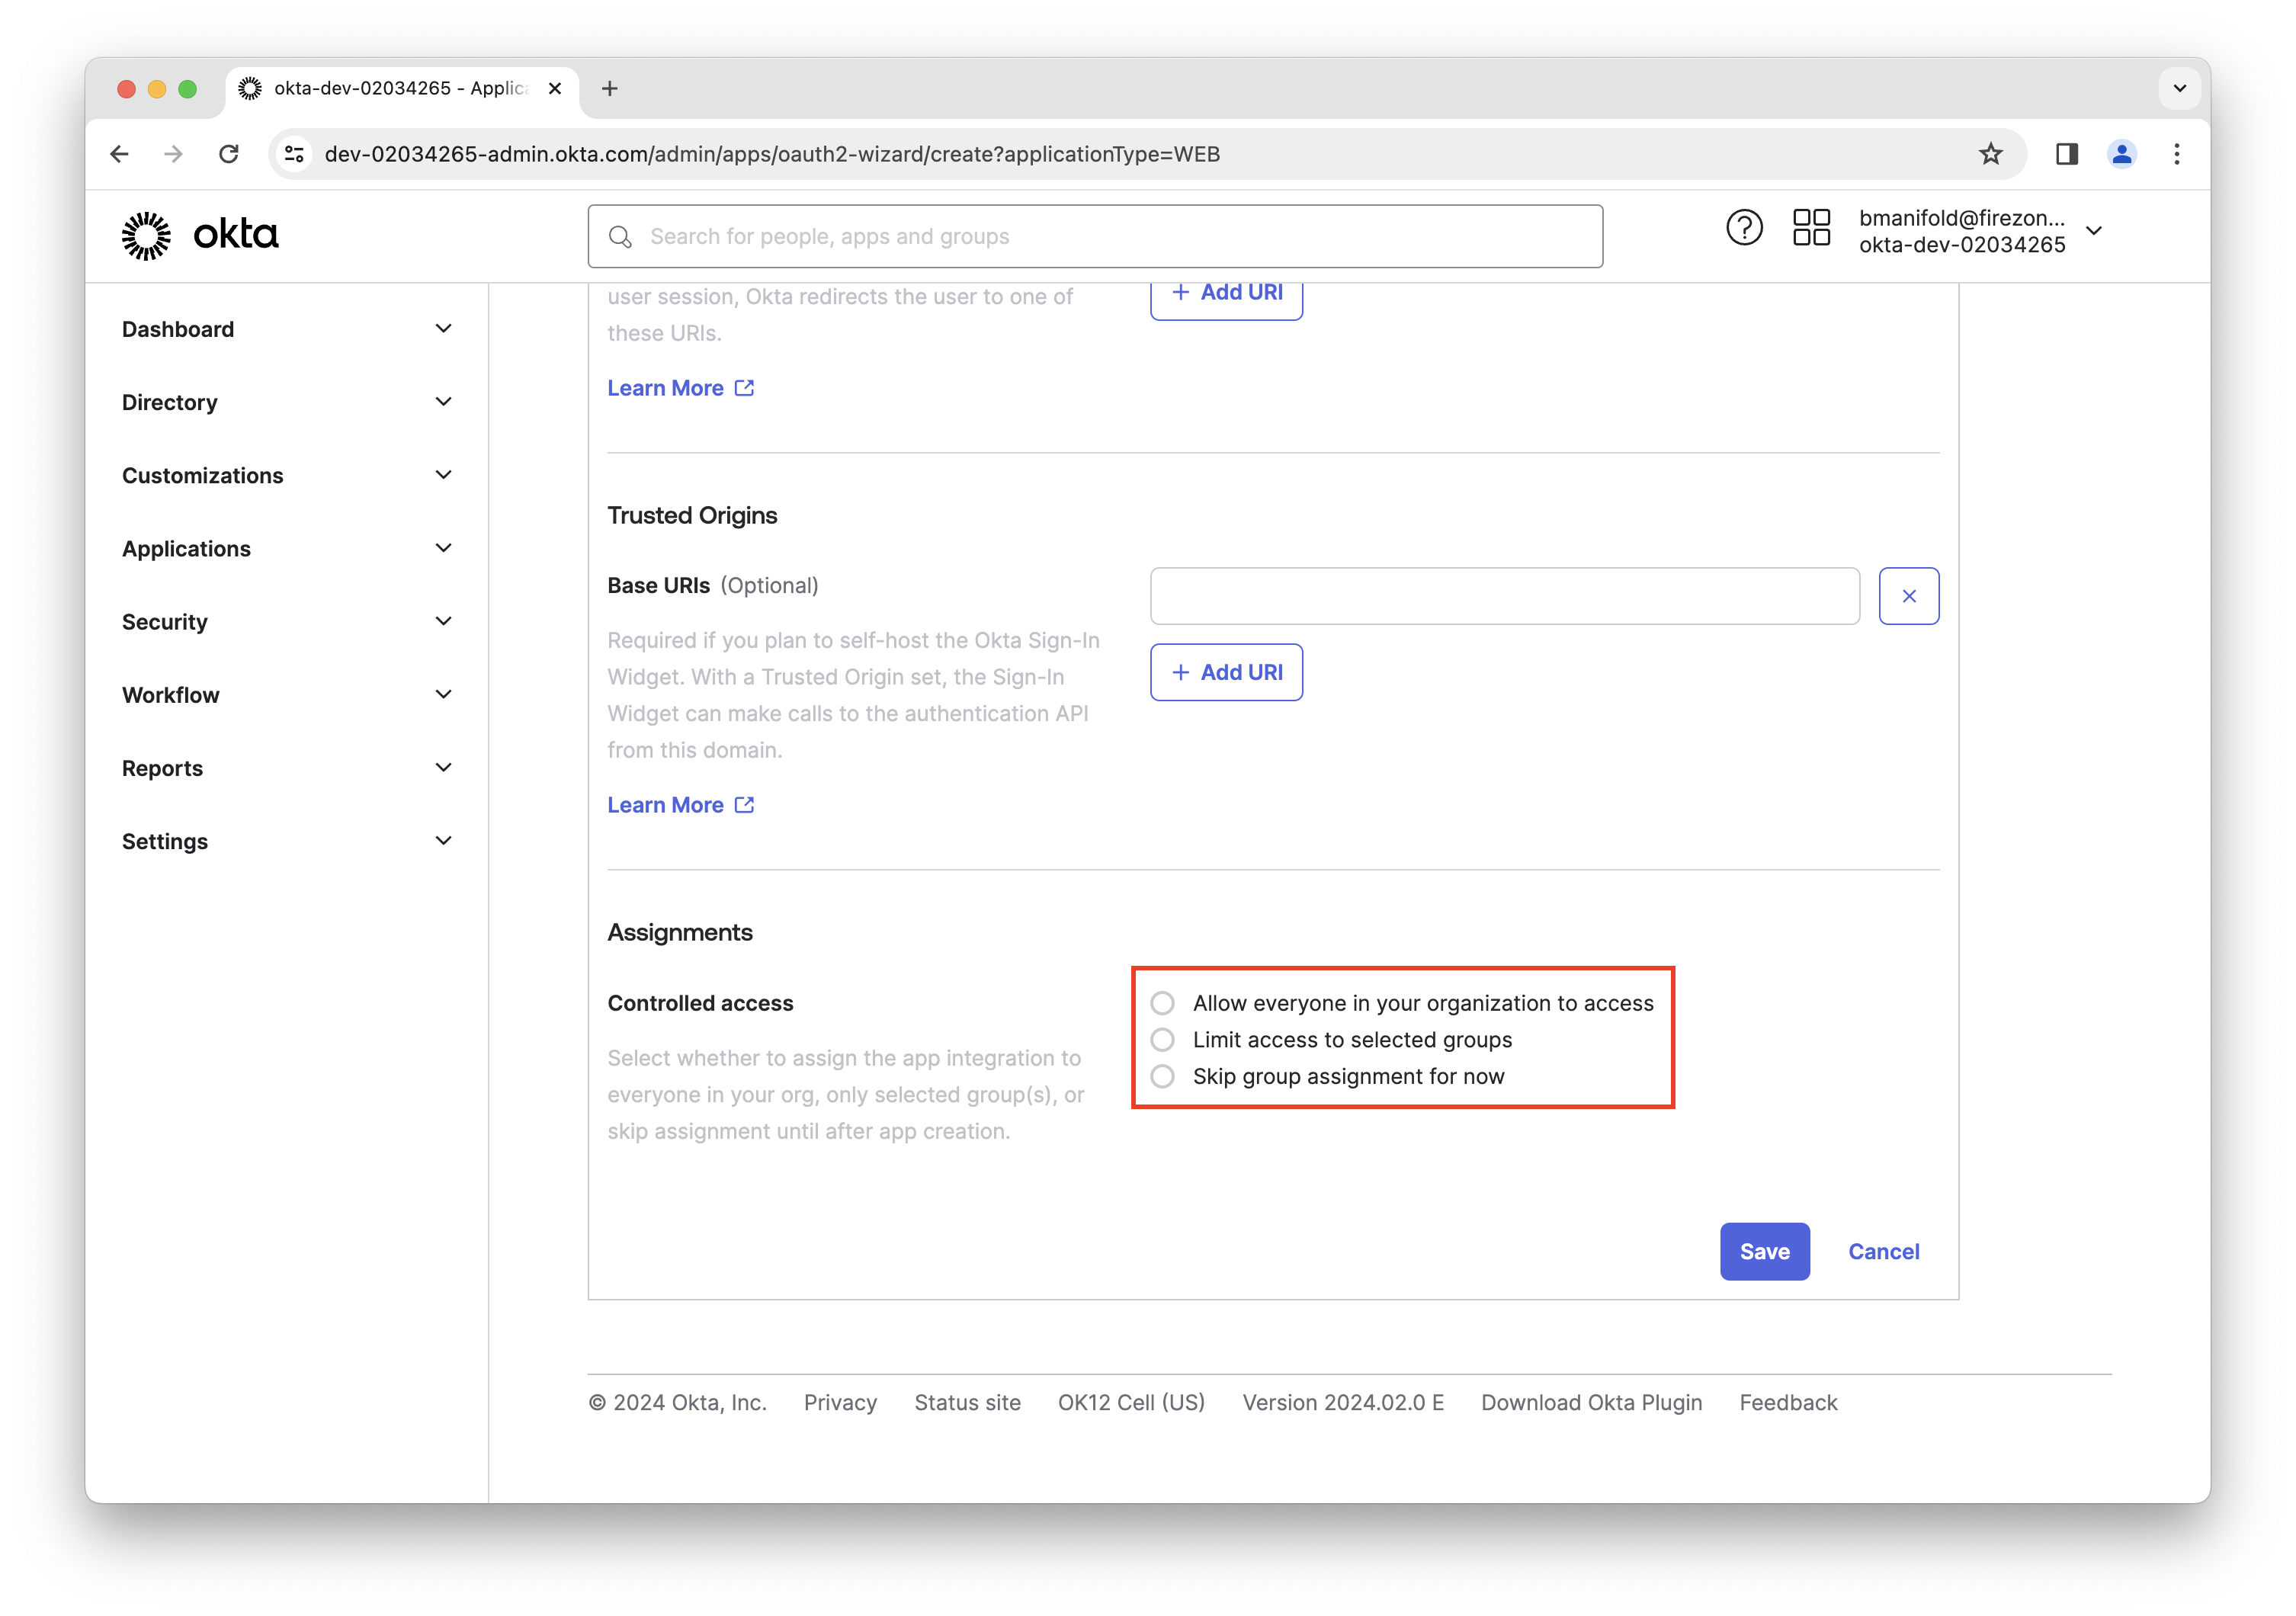 okta-dev-02034265 - Applic
dev-02034265-admin.okta.com/admin/apps/oauth2-wizard/create?applicationType=WEB
okta
Search for people, apps and groups
bmanifold@firezon...
okta-dev-02034265
Dashboard
Directory
Customizations
Applications
Security
Workflow
Reports
Settings
user session, Okta redirects the user to one of
these URIs.
+ Add URI
Learn More
Trusted Origins
Base URIs (Optional)
Required if you plan to self-host the Okta Sign-In
Widget. With a Trusted Origin set, the Sign-In
Widget can make calls to the authentication API
from this domain.
+ Add URI
Learn More
Assignments
Controlled access
Select whether to assign the app integration to
everyone in your org, only selected group(s), or
skip assignment until after app creation.
Allow everyone in your organization to access
Limit access to selected groups
Skip group assignment for now
Save Cancel
© 2024 Okta, Inc. Privacy Status site OK12 Cell (US) Version 2024.02.0 E Download Okta Plugin Feedback